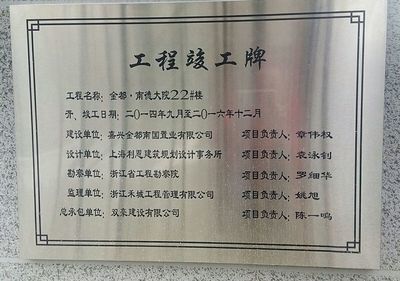 工程竣工牌
工程名称：金都·南德大院22#楼
开、竣工日期：二〇一四年九月至二〇一六年十二月
建设单位：嘉兴金都南国置业有限公司 项目负责人：章伟权
设计单位：上海利恩建筑规划设计事务所 项目负责人：袁泳钊
勘察单位：浙江省工程勘察院 项目负责人：罗细华
监理单位：浙江禾城工程管理有限公司 项目负责人：姚旭
总承包单位：双豪建设有限公司 项目负责人：陈一鸣